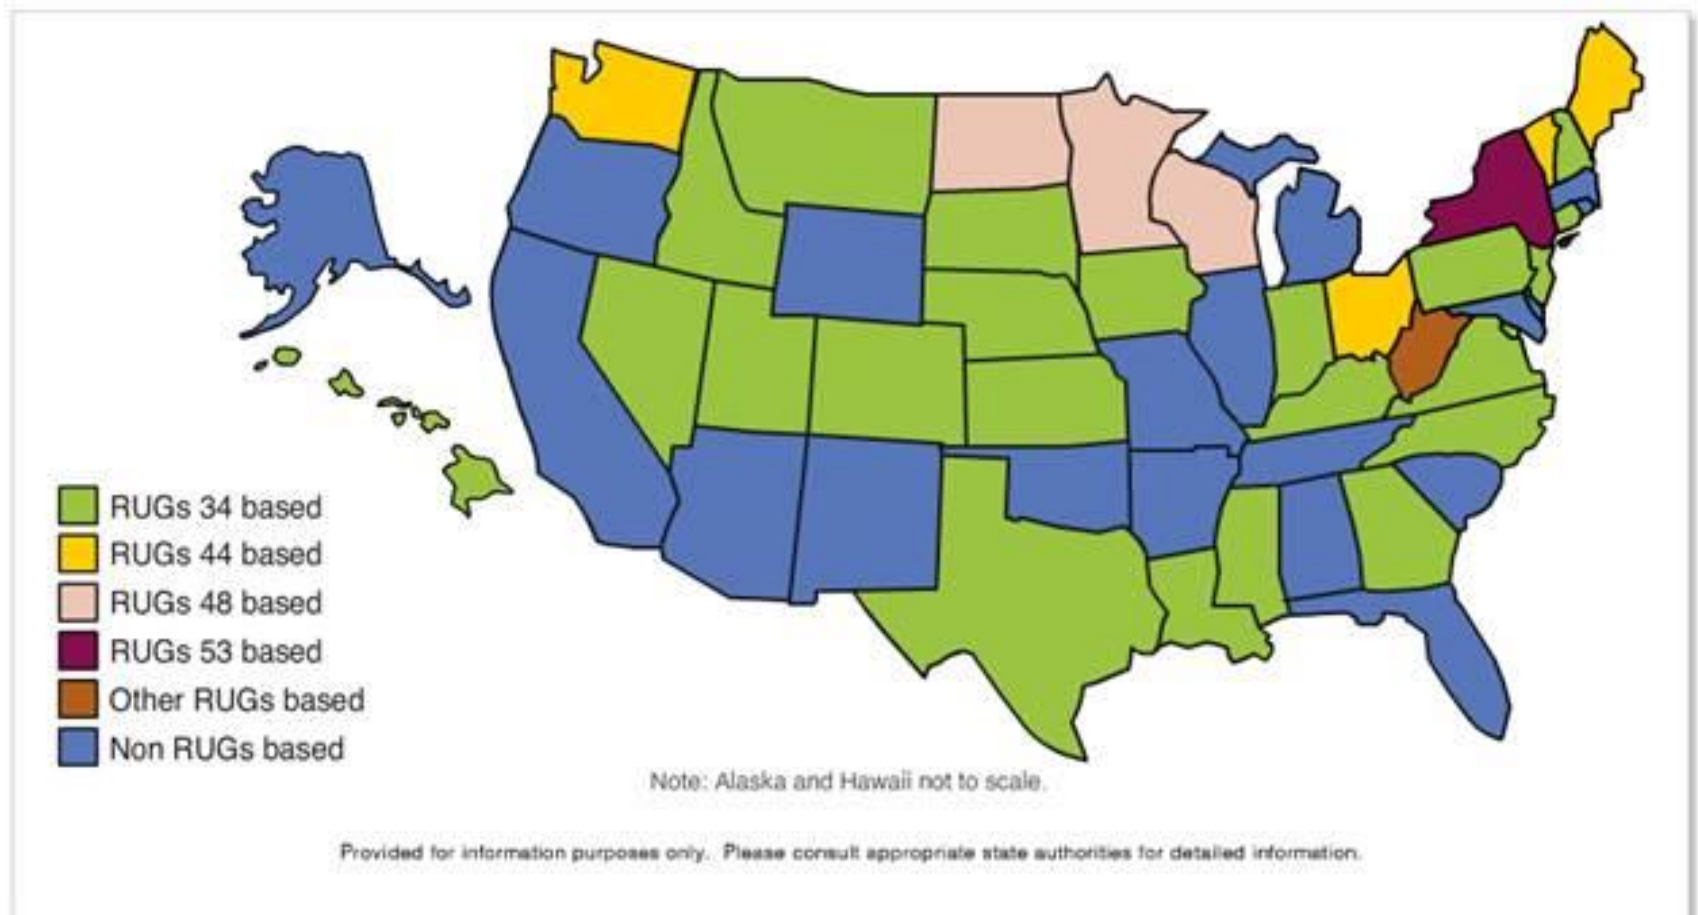 RUGs 34 based
RUGs 44 based
RUGs 48 based
RUGs 53 based
Other RUGs based
Non RUGs based
Note: Alaska and Hawaii not to scale.
Provided for information purposes only. Please consult appropriate state authorities for detailed information.